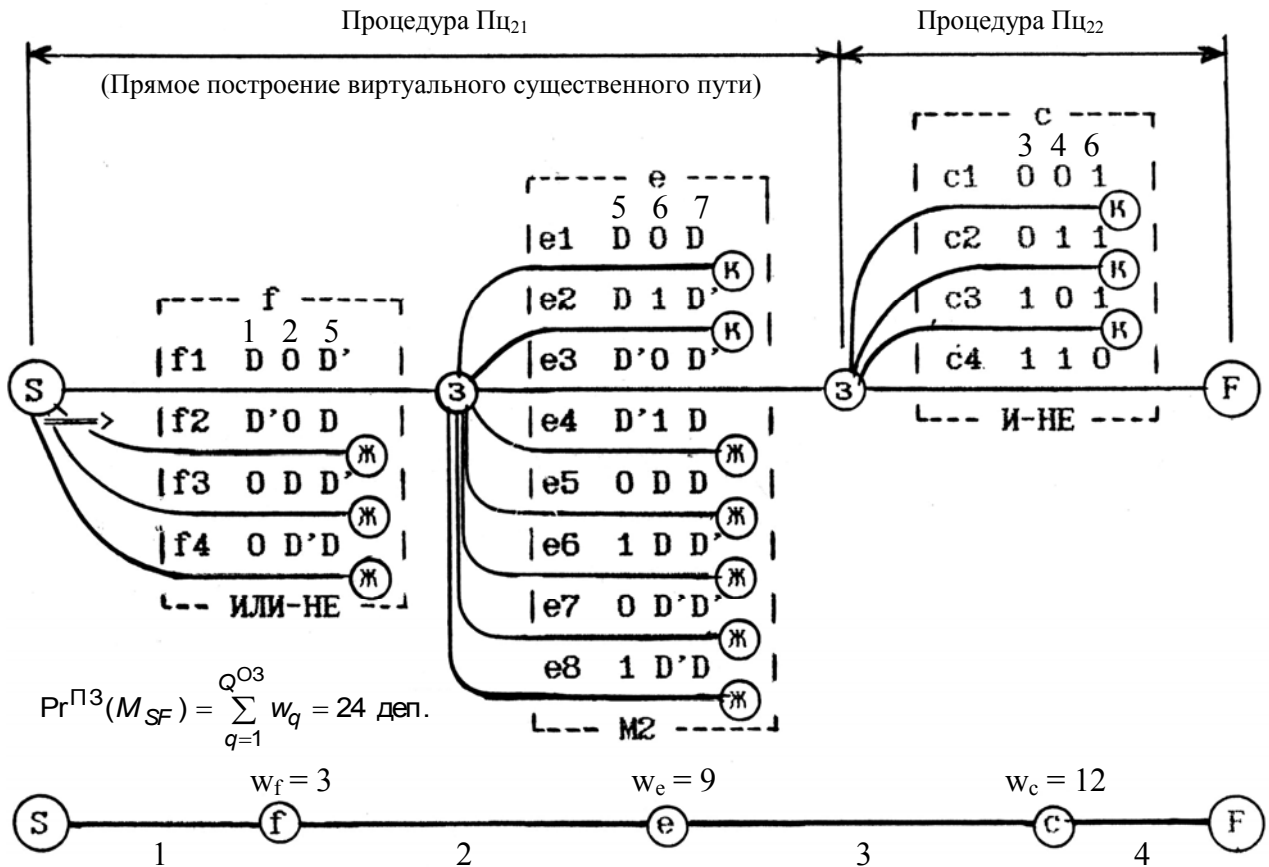 Процедура Пц21
Процедура Пц22
(Прямое построение виртуального существенного пути)
c
3 4 6
c1 0 0 1
К
c2 0 1 1
К
c3 1 0 1
К
c4 1 1 0
И-НЕ
e
5 6 7
e1 D 0 D
К
e2 D 1 D'
К
e3 D'0 D'
e4 D'1 D
Ж
e5 0 D D
Ж
e6 1 D D'
Ж
e7 0 D'D'
Ж
e8 1 D'D
Ж
М2
f
1 2 5
f1 D 0 D'
f2 D'0 D
Ж
f3 0 D D'
Ж
f4 0 D'D
Ж
ИЛИ-НЕ
S
З
З
F
Pr^ПЗ(M_SF) = ∑_{q=1}^{Q^ОЗ} w_q = 24 деп.
wf = 3
we = 9
wc = 12
S f e c F
1 2 3 4